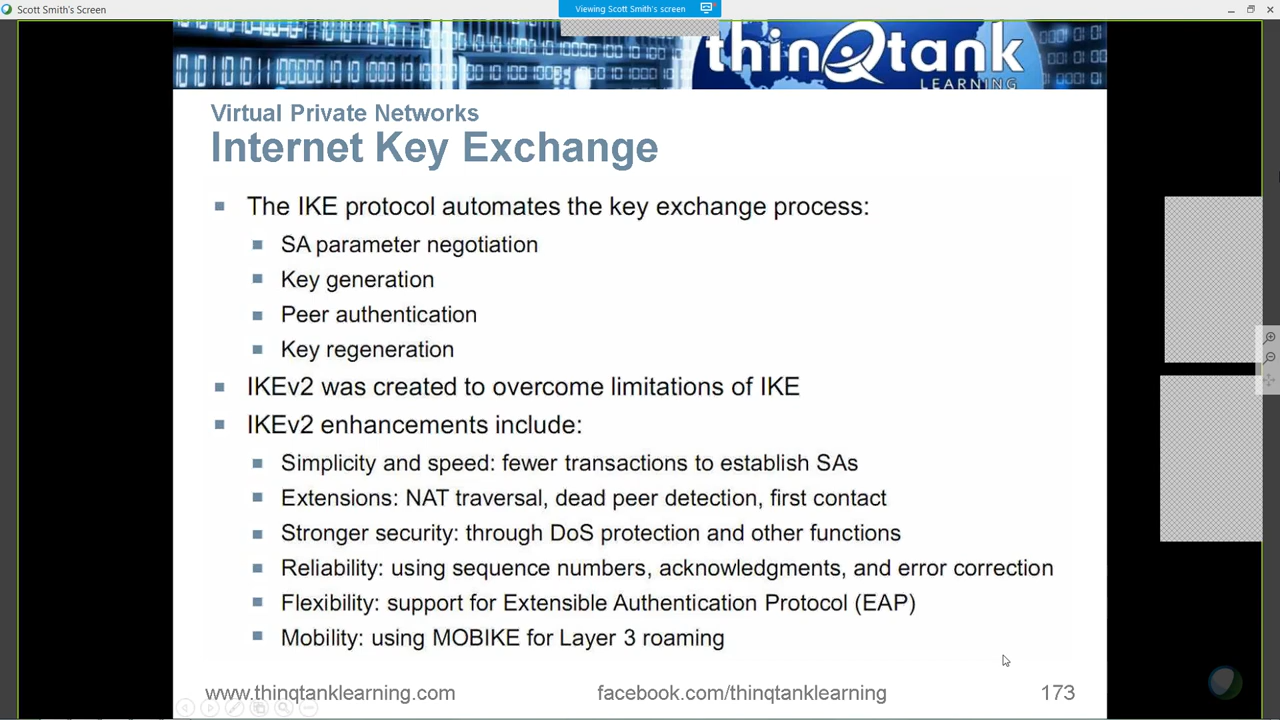 Scott Smith's Screen
Viewing Scott Smith's screen
thinQtank
LEARNING
Virtual Private Networks
Internet Key Exchange
The IKE protocol automates the key exchange process:
SA parameter negotiation
Key generation
Peer authentication
Key regeneration
IKEv2 was created to overcome limitations of IKE
IKEv2 enhancements include:
Simplicity and speed: fewer transactions to establish SAs
Extensions: NAT traversal, dead peer detection, first contact
Stronger security: through DoS protection and other functions
Reliability: using sequence numbers, acknowledgments, and error correction
Flexibility: support for Extensible Authentication Protocol (EAP)
Mobility: using MOBIKE for Layer 3 roaming
www.thinqtanklearning.com
facebook.com/thinqtanklearning
173